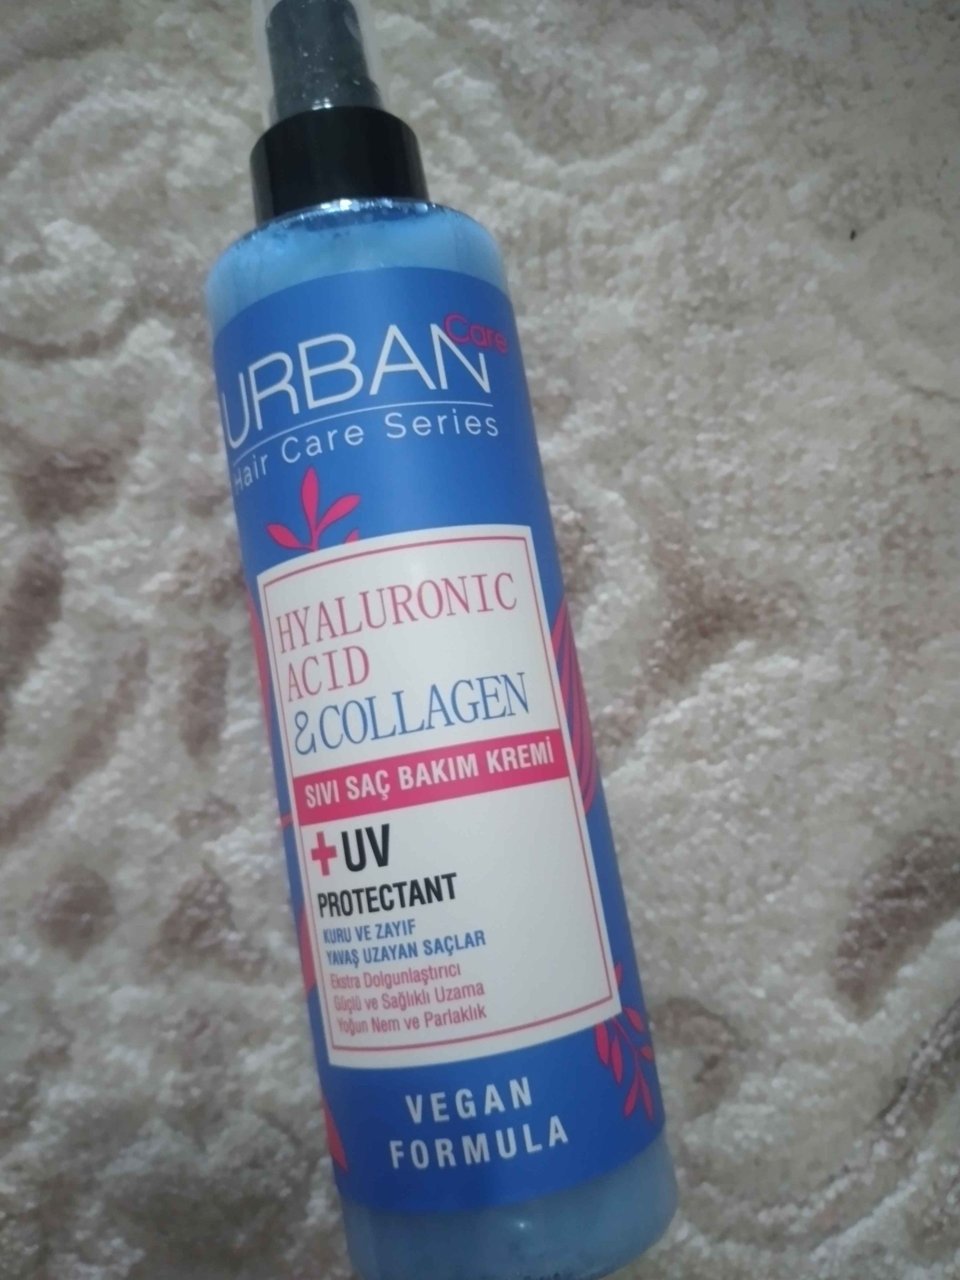 URBAN Care
Hair Care Series
HYALURONIC
ACID
& COLLAGEN
SIVI SAÇ BAKIM KREMİ
+UV
PROTECTANT
KURU VE ZAYIF
YAVAŞ UZAYAN SAÇLAR
Ekstra Dolgunlaştırıcı
Güçlü ve Sağlıklı Uzama
Yoğun Nem ve Parlaklık
VEGAN
FORMULA